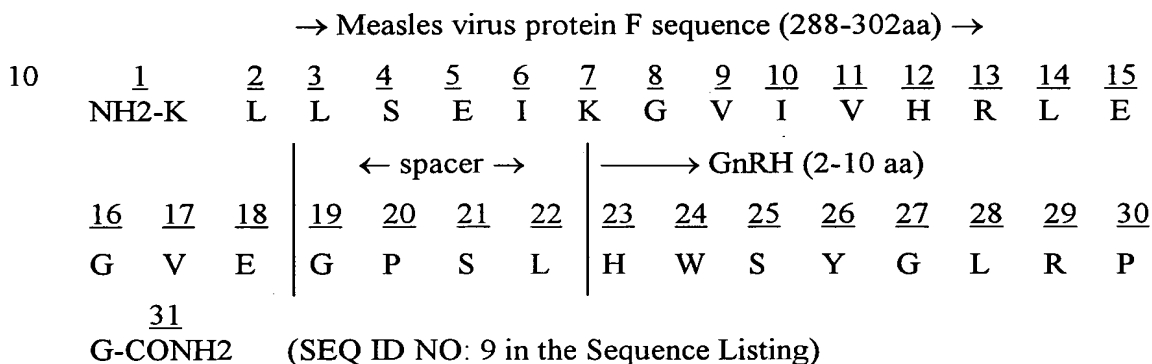 → Measles virus protein F sequence (288-302aa) →
10 1 2 3 4 5 6 7 8 9 10 11 12 13 14 15
NH2-K L L S E I K G V I V H R L E
← spacer → → GnRH (2-10 aa)
16 17 18 19 20 21 22 23 24 25 26 27 28 29 30
G V E G P S L H W S Y G L R P
31
G-CONH2 (SEQ ID NO: 9 in the Sequence Listing)